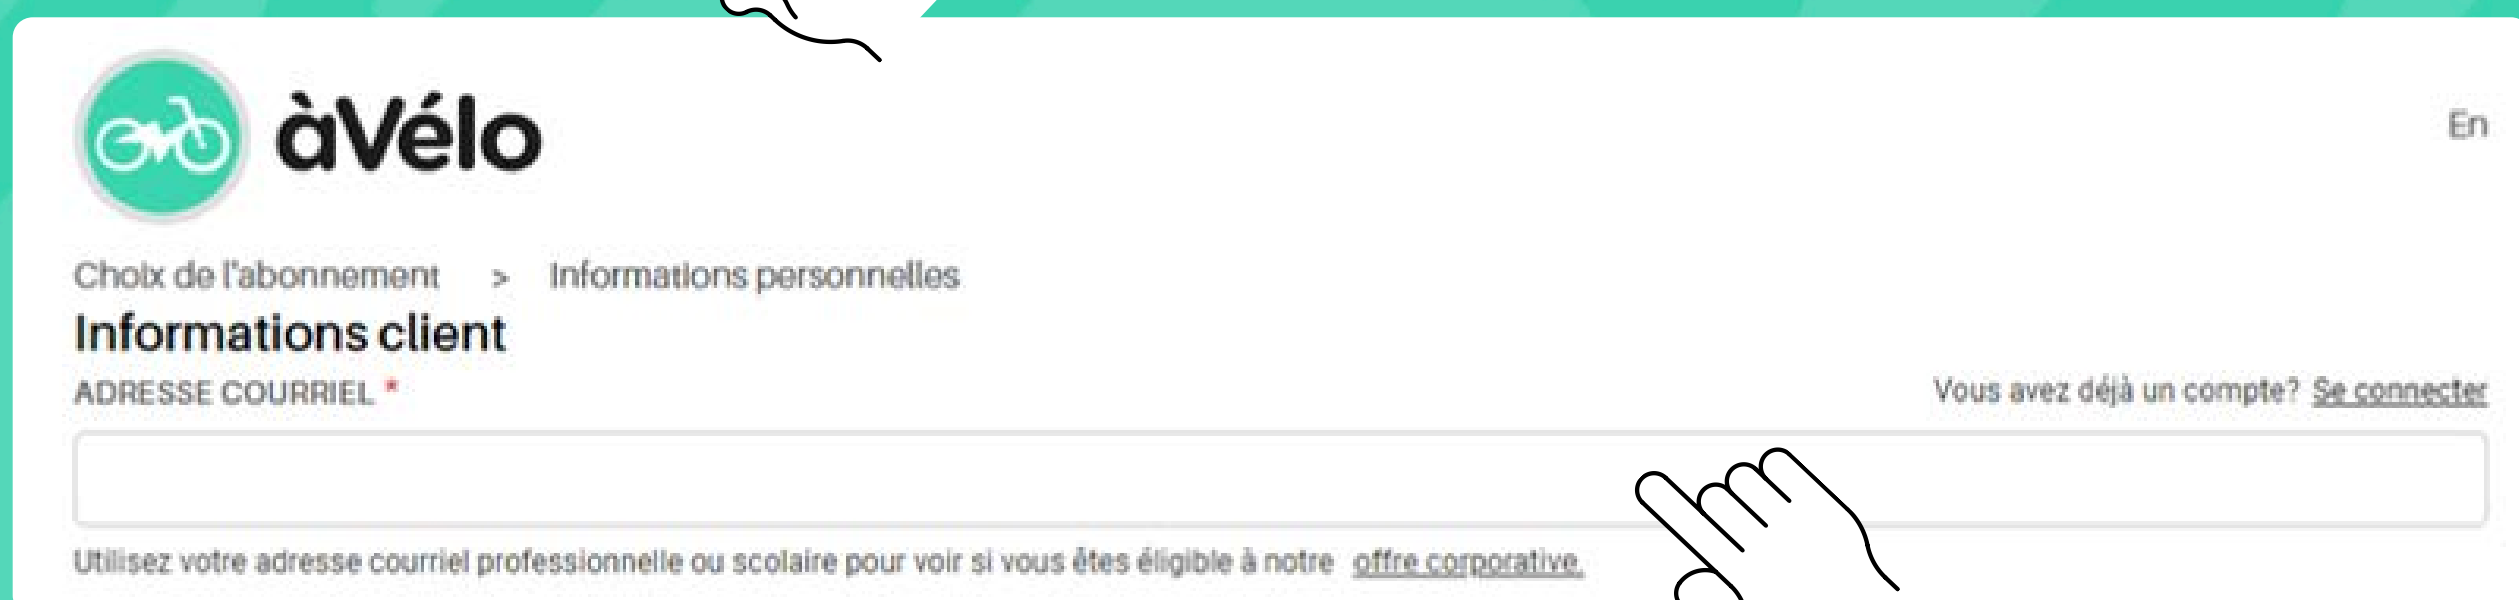 àVélo
En
Choix de l'abonnement > Informations personnelles
Informations client
ADRESSE COURRIEL *
Vous avez déjà un compte? Se connecter
Utilisez votre adresse courriel professionnelle ou scolaire pour voir si vous êtes éligible à notre offre corporative.